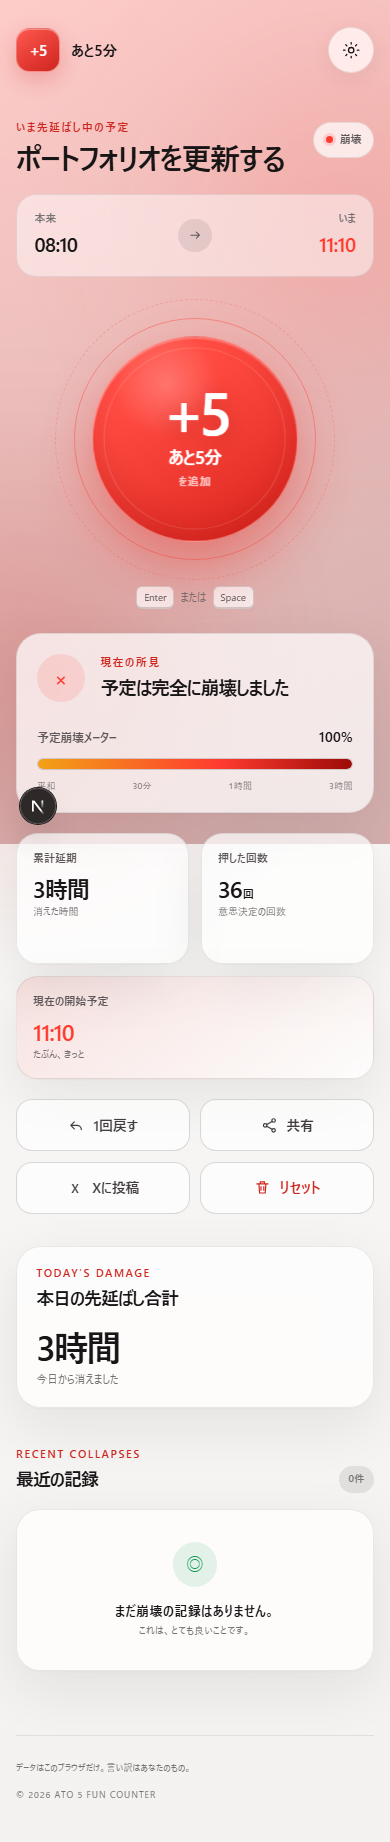 +5 あと5分
いま先延ばし中の予定
崩壊
ポートフォリオを更新する
本来
いま
08:10
→
11:10
+5
あと5分
を追加
Enter または Space
現在の所見
×
予定は完全に崩壊しました
予定崩壊メーター
100%
平和 30分 1時間 3時間
N
累計延期
3時間
消えた時間
押した回数
36回
意思決定の回数
現在の開始予定
11:10
たぶん、きっと
1回戻す
共有
X Xに投稿
リセット
TODAY'S DAMAGE
本日の先延ばし合計
3時間
今日から消えました
RECENT COLLAPSES
最近の記録
0件
◎
まだ崩壊の記録はありません。
これは、とても良いことです。
データはこのブラウザだけ。言い訳はあなたのもの。
© 2026 ATO 5 FUN COUNTER